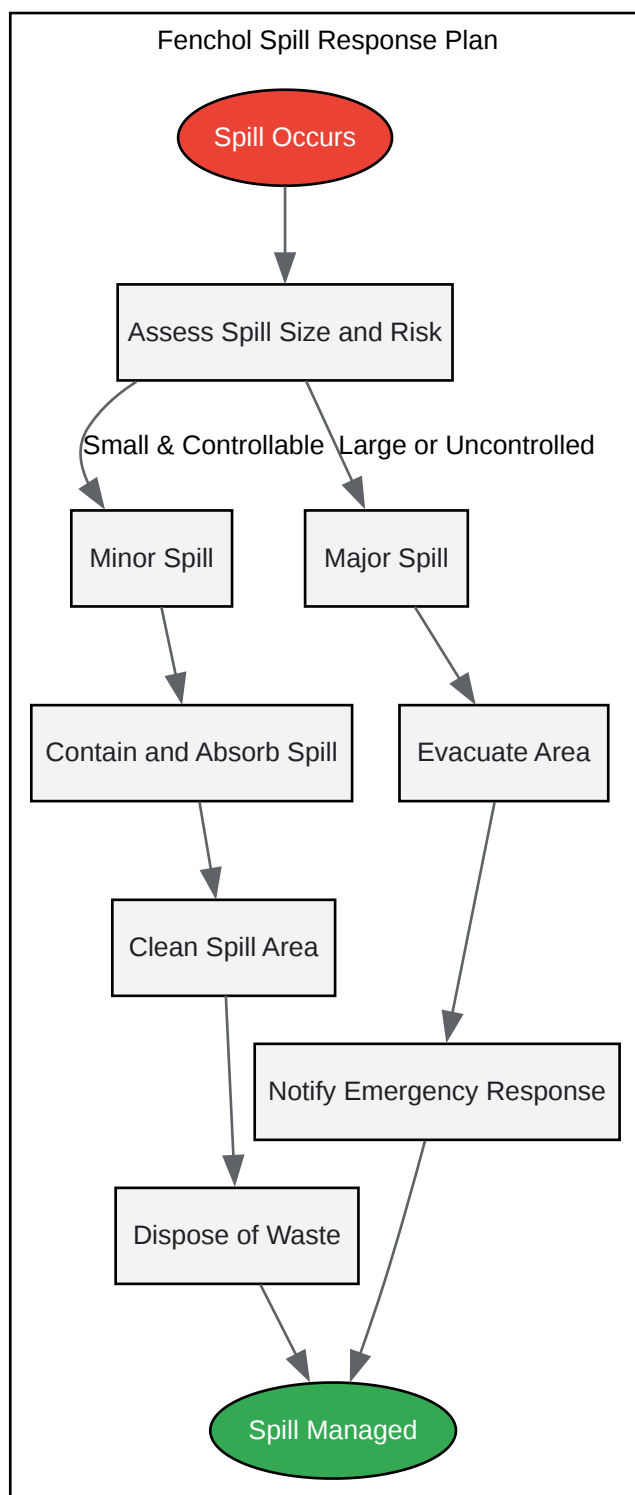 Fenchol Spill Response Plan
Spill Occurs
Assess Spill Size and Risk
Small & Controllable
Large or Uncontrolled
Minor Spill
Major Spill
Contain and Absorb Spill
Evacuate Area
Clean Spill Area
Notify Emergency Response
Dispose of Waste
Spill Managed